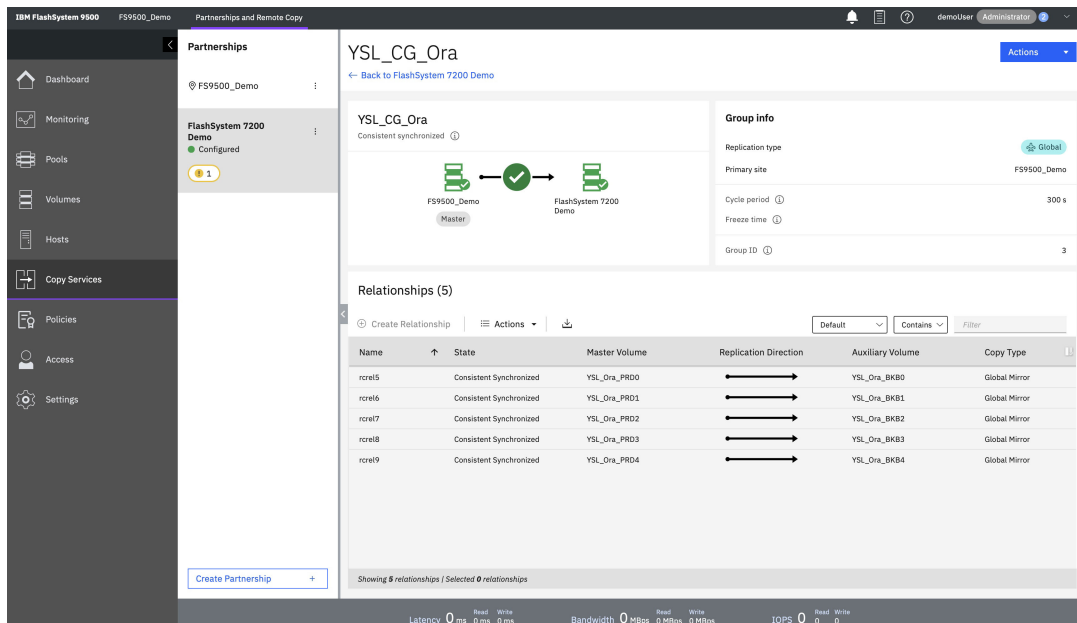 IBM FlashSystem 9500 FS9500_Demo Partnerships and Remote Copy demoUser Administrator 2
Dashboard
Monitoring
Pools
Volumes
Hosts
Copy Services
Policies
Access
Settings
Partnerships
FS9500_Demo
FlashSystem 7200
Demo
Configured
1
Create Partnership +
YSL_CG_Ora
Actions
← Back to FlashSystem 7200 Demo
YSL_CG_Ora
Consistent synchronized
FS9500_Demo
Master
FlashSystem 7200
Demo
Group info
Replication type Global
Primary site FS9500_Demo
Cycle period 300 s
Freeze time
Group ID 3
Relationships (5)
Create Relationship Actions Default Contains Filter
Name State Master Volume Replication Direction Auxiliary Volume Copy Type
rcrel5 Consistent Synchronized YSL_Ora_PRD0 YSL_Ora_BKB0 Global Mirror
rcrel6 Consistent Synchronized YSL_Ora_PRD1 YSL_Ora_BKB1 Global Mirror
rcrel7 Consistent Synchronized YSL_Ora_PRD2 YSL_Ora_BKB2 Global Mirror
rcrel8 Consistent Synchronized YSL_Ora_PRD3 YSL_Ora_BKB3 Global Mirror
rcrel9 Consistent Synchronized YSL_Ora_PRD4 YSL_Ora_BKB4 Global Mirror
Showing 5 relationships | Selected 0 relationships
Read Write Read Write Read Write
Latency 0 ms 0 ms 0 ms Bandwidth 0 MBps 0 MBps 0 MBps IOPS 0 0 0